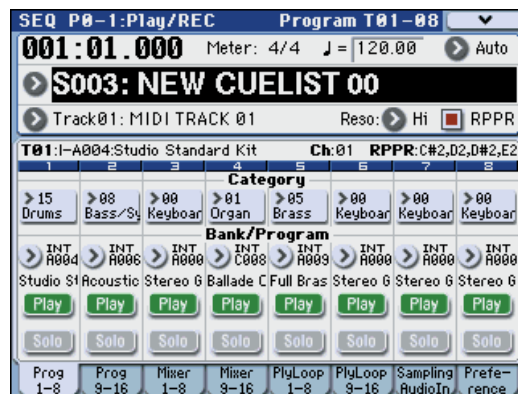 SEQ P0-1:Play/REC Program T01-08
001:01.000 Meter: 4/4 ♩= 120.00 Auto
S003: NEW CUELIST 00
Track01: MIDI TRACK 01 Reso: Hi RPPR
T01:I-A004:Studio Standard Kit Ch:01 RPPR:C#2,D2,D#2,E2
1 2 3 4 5 6 7 8
Category
15 08 00 01 05 00 00 00
Drums Bass/Sy Keyboar Organ Brass Keyboar Keyboar Keyboar
Bank/Program
INT INT INT INT INT INT INT INT
A004 A006 A000 C008 A009 A000 A000 A000
Studio St Acoustic Stereo G Ballade C Full Bras Stereo G Stereo G Stereo G
Play Play Play Play Play Play Play Play
Solo Solo Solo Solo Solo Solo Solo Solo
Prog Prog Mixer Mixer PlyLoop PlyLoop Sampling Prefe-
1-8 9-16 1-8 9-16 1-8 9-16 AudioIn rence